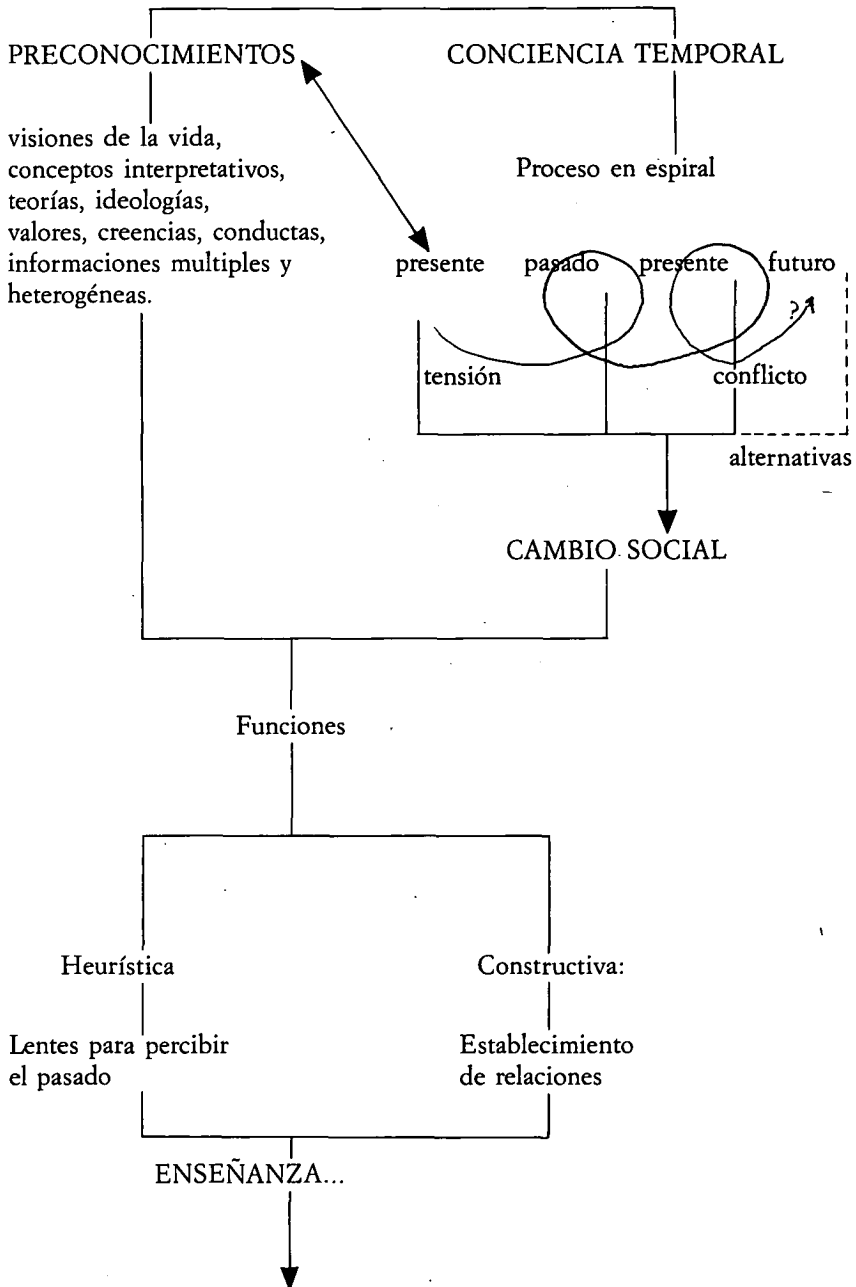 PRECONOCIMIENTOS
CONCIENCIA TEMPORAL
visiones de la vida,
conceptos interpretativos,
teorías, ideologías,
valores, creencias, conductas,
informaciones multiples y
heterogéneas.
Proceso en espiral
presente pasado presente futuro
?
tensión conflicto
alternativas
CAMBIO SOCIAL
Funciones
Heurística
Constructiva:
Lentes para percibir
el pasado
Establecimiento
de relaciones
ENSEÑANZA...